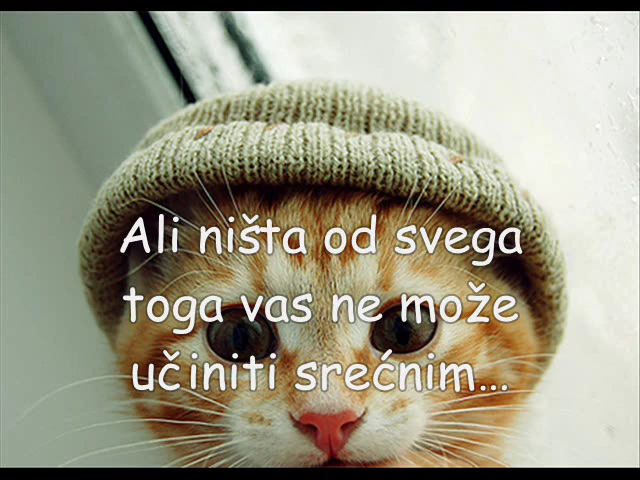 Ali ništa od svega
toga vas ne može
učiniti srećnim...